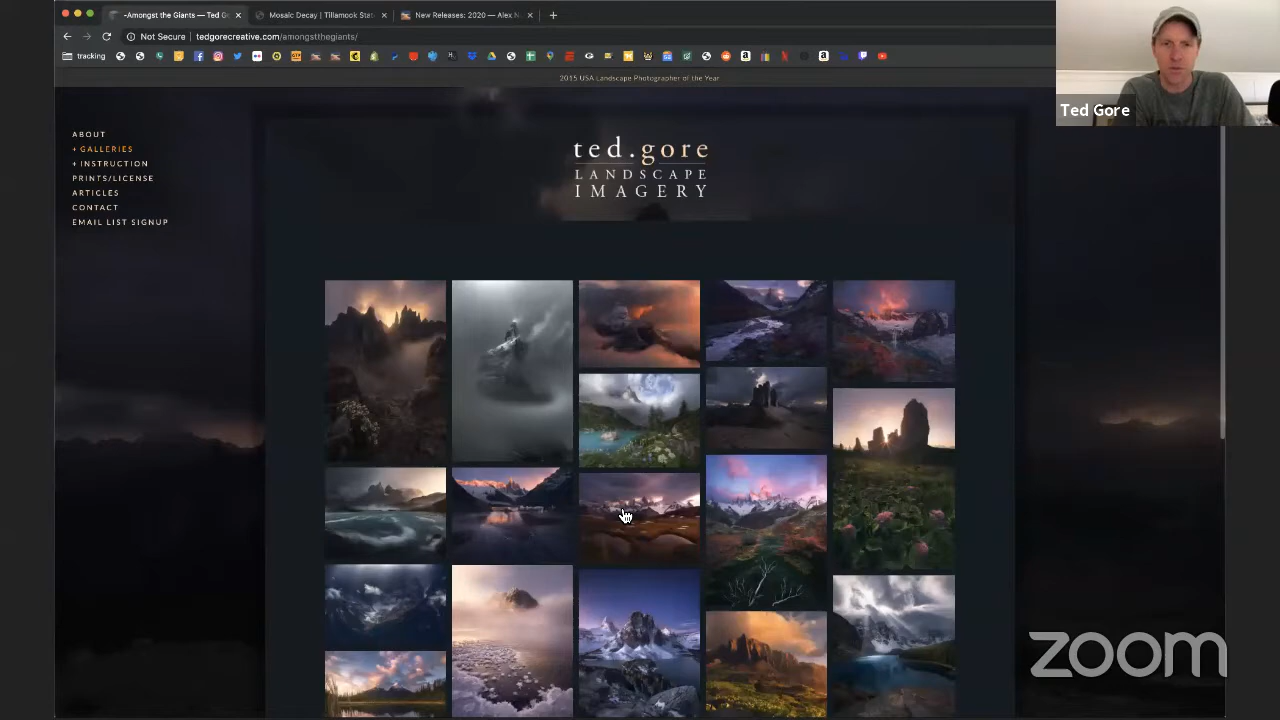 -Amongst the Giants — Ted Go
Mosaic Decay | Tillamook Stat
New Releases: 2020 — Alex N
Not Secure | tedgorecreative.com/amongstthegiants/
tracking
2015 USA Landscape Photographer of the Year
Ted Gore
ABOUT
+ GALLERIES
+ INSTRUCTION
PRINTS/LICENSE
ARTICLES
CONTACT
EMAIL LIST SIGNUP
ted.gore
LANDSCAPE
IMAGERY
zoom